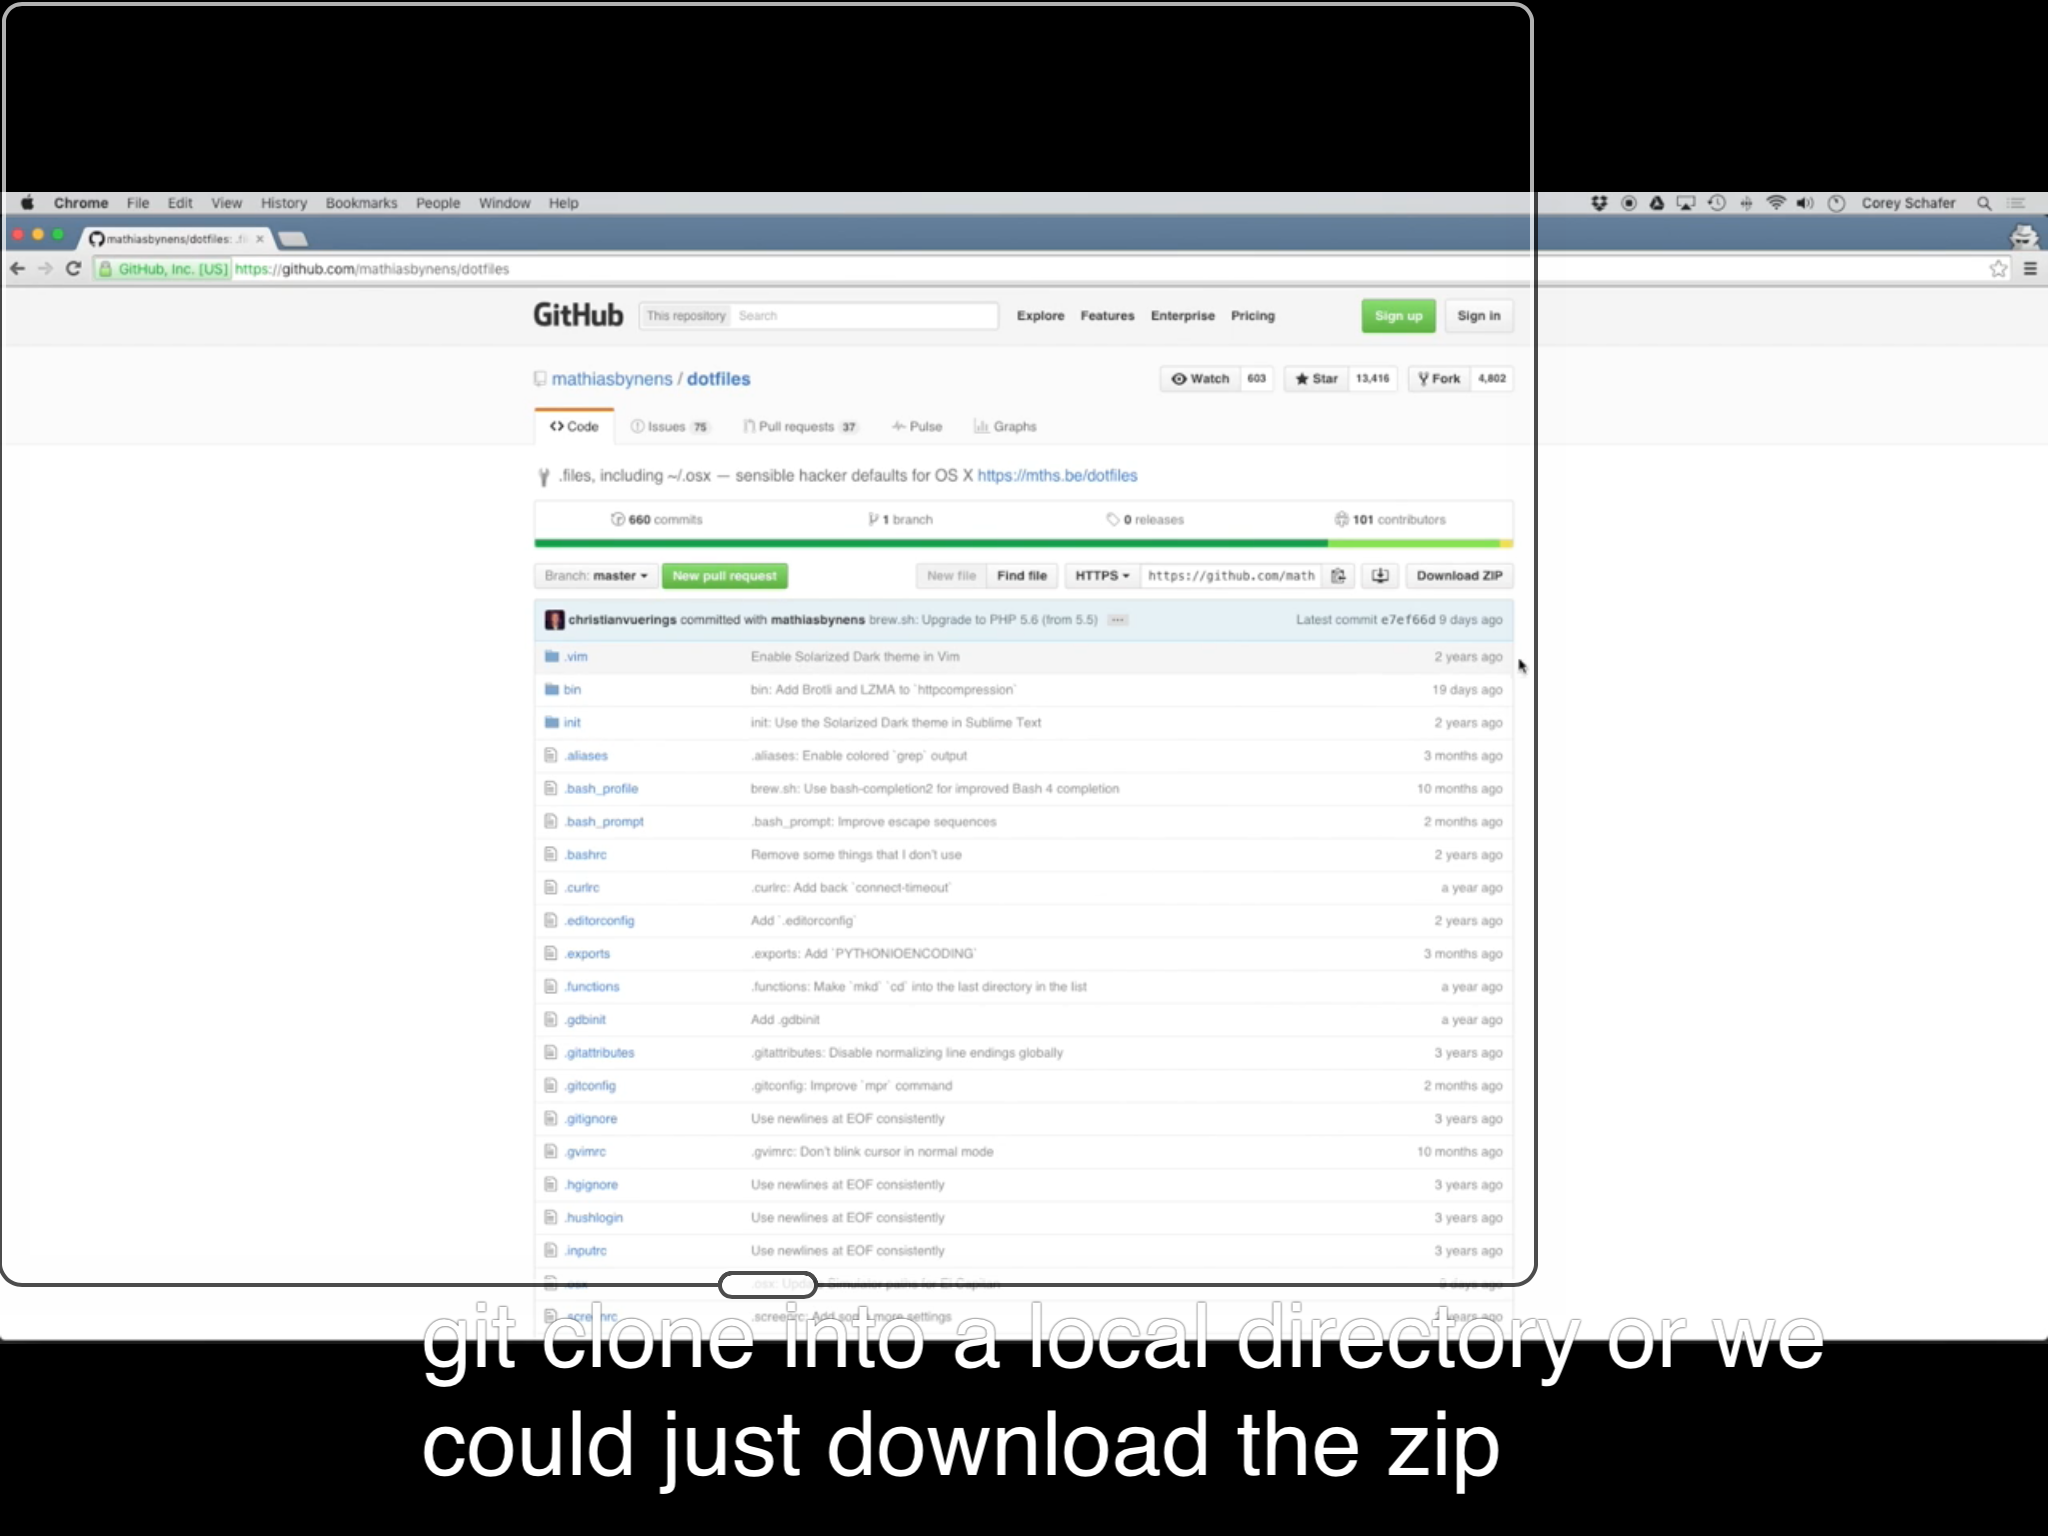 Chrome File Edit View History Bookmarks People Window Help Corey Schafer
mathiasbynens/dotfiles: .fi
GitHub, Inc. [US] https://github.com/mathiasbynens/dotfiles
GitHub This repository Search Explore Features Enterprise Pricing Sign up Sign in
mathiasbynens / dotfiles Watch 603 Star 13,416 Fork 4,802
Code Issues 75 Pull requests 37 Pulse Graphs
.files, including ~/.osx — sensible hacker defaults for OS X https://mths.be/dotfiles
660 commits 1 branch 0 releases 101 contributors
Branch: master New pull request New file Find file HTTPS https://github.com/math Download ZIP
christianvuerings committed with mathiasbynens brew.sh: Upgrade to PHP 5.6 (from 5.5) ... Latest commit e7ef66d 9 days ago
.vim Enable Solarized Dark theme in Vim 2 years ago
bin bin: Add Brotli and LZMA to `httpcompression` 19 days ago
init init: Use the Solarized Dark theme in Sublime Text 2 years ago
.aliases .aliases: Enable colored `grep` output 3 months ago
.bash_profile brew.sh: Use bash-completion2 for improved Bash 4 completion 10 months ago
.bash_prompt .bash_prompt: Improve escape sequences 2 months ago
.bashrc Remove some things that I don't use 2 years ago
.curlrc .curlrc: Add back `connect-timeout` a year ago
.editorconfig Add `.editorconfig` 2 years ago
.exports .exports: Add `PYTHONIOENCODING` 3 months ago
.functions .functions: Make `mkd` `cd` into the last directory in the list a year ago
.gdbinit Add .gdbinit a year ago
.gitattributes .gitattributes: Disable normalizing line endings globally 3 years ago
.gitconfig .gitconfig: Improve `mpr` command 2 months ago
.gitignore Use newlines at EOF consistently 3 years ago
.gvimrc .gvimrc: Don't blink cursor in normal mode 10 months ago
.hgignore Use newlines at EOF consistently 3 years ago
.hushlogin Use newlines at EOF consistently 3 years ago
.inputrc Use newlines at EOF consistently 3 years ago
.osx .osx: Update Simulator paths for El Capitan 9 days ago
.screenrc .screenrc: Add some more settings years ago
git clone into a local directory or we
could just download the zip